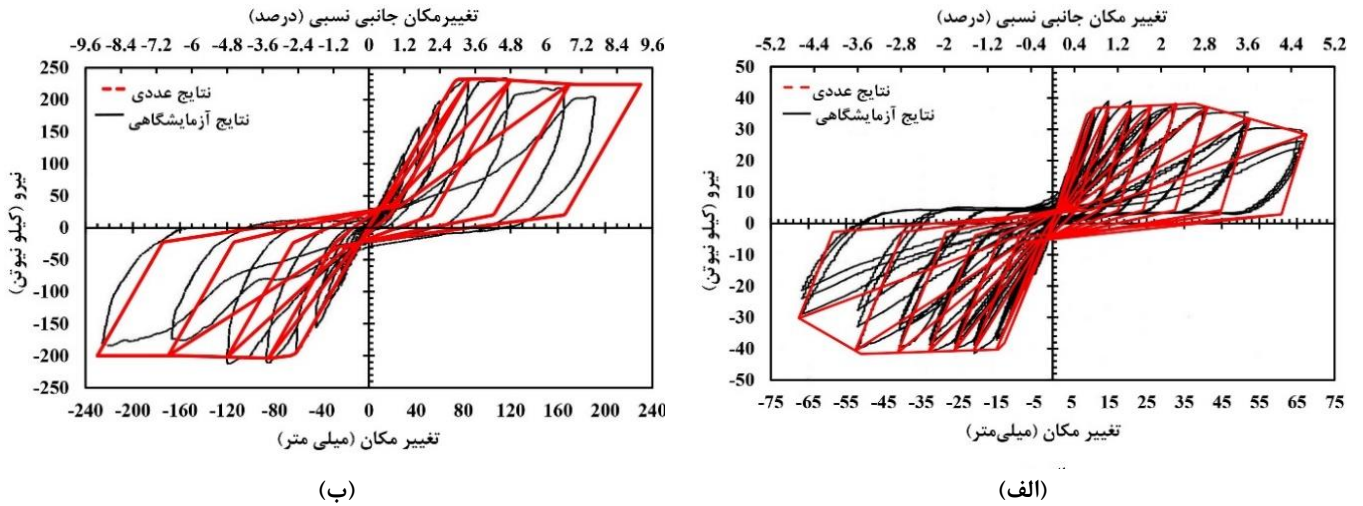 تغییر مکان جانبی نسبی (درصد)
-5.2 -4.4 -3.6 -2.8 -2 -1.2 -0.4 0.4 1.2 2 2.8 3.6 4.4 5.2
50
40
30
20
10
0
-10
-20
-30
-40
-50
نتایج عددی
نتایج آزمایشگاهی
نیرو (کیلو نیوتن)
-75 -65 -55 -45 -35 -25 -15 -5 5 15 25 35 45 55 65 75
تغییر مکان (میلی‌متر)
(الف)
تغییرمکان جانبی نسبی (درصد)
-9.6 -8.4 -7.2 -6 -4.8 -3.6 -2.4 -1.2 0 1.2 2.4 3.6 4.8 6 7.2 8.4 9.6
250
200
150
100
50
0
-50
-100
-150
-200
-250
نتایج عددی
نتایج آزمایشگاهی
نیرو (کیلو نیوتن)
-240 -200 -160 -120 -80 -40 0 40 80 120 160 200 240
تغییر مکان (میلی متر)
(ب)